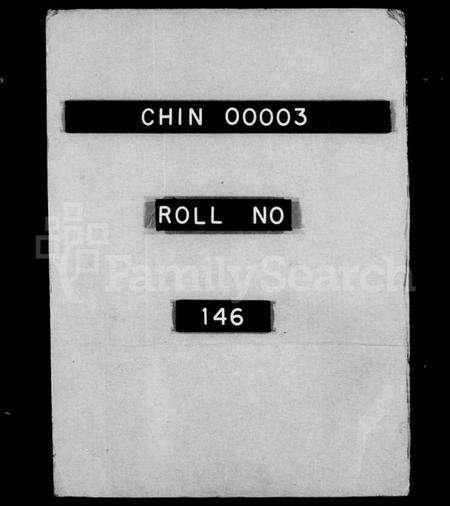 CHIN 00003
ROLL NO
FamilySearch
146